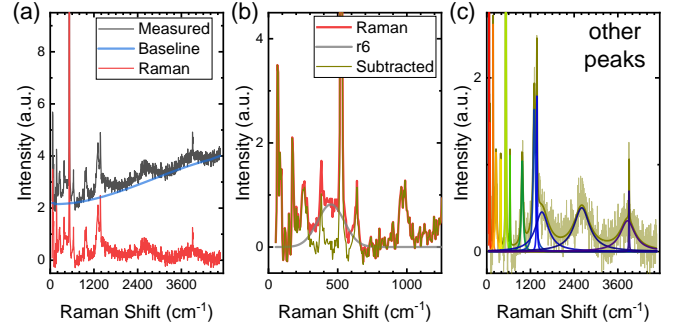 (a)
Measured
Baseline
Raman
Intensity (a.u.)
0
2
4
6
8
0 1200 2400 3600
Raman Shift (cm⁻¹)
(b)
Raman
r6
Subtracted
Intensity (a.u.)
0
2
4
0 500 1000
Raman Shift (cm⁻¹)
(c)
other
peaks
Intensity (a.u.)
0
2
0 1200 2400 3600
Raman Shift (cm⁻¹)